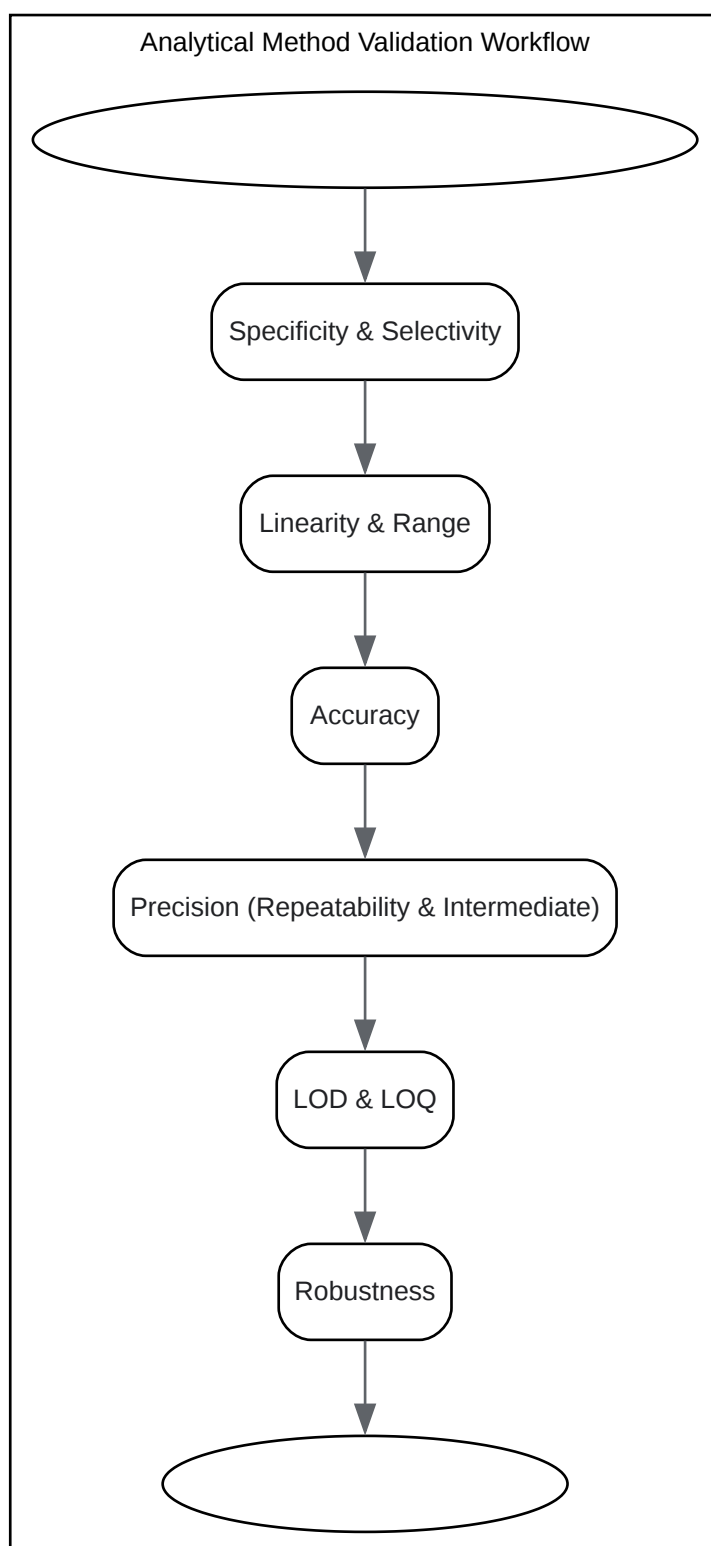 Analytical Method Validation Workflow
Specificity & Selectivity
Linearity & Range
Accuracy
Precision (Repeatability & Intermediate)
LOD & LOQ
Robustness